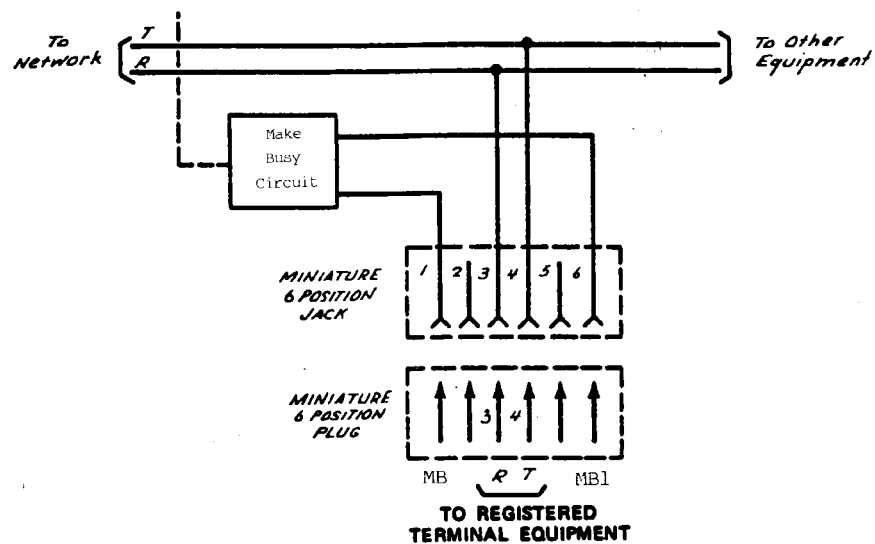 To
Network
T
R
To Other
Equipment
Make
Busy
Circuit
MINIATURE
6 POSITION
JACK
1 2 3 4 5 6
MINIATURE
6 POSITION
PLUG
3 4
MB R T MB1
TO REGISTERED
TERMINAL EQUIPMENT